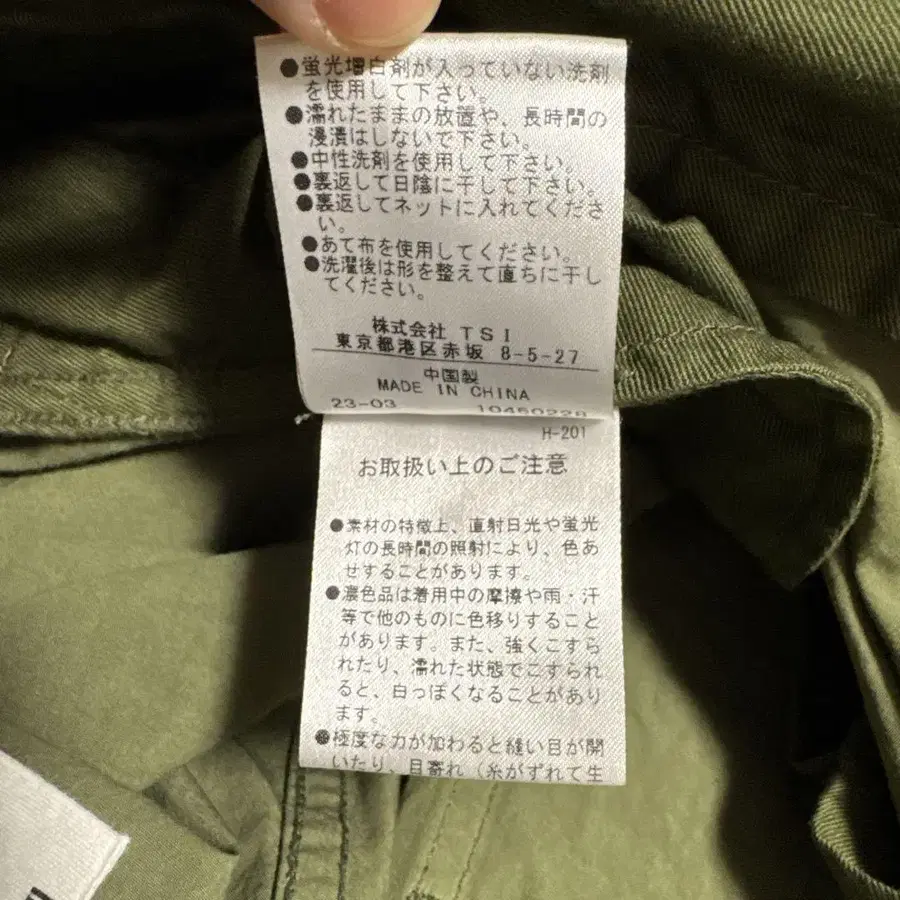 ●蛍光増白剤が入っていない洗剤
を使用して下さい。
●濡れたままの放置や、長時間の
浸漬はしないで下さい。
●中性洗剤を使用して下さい。
●裏返して日陰に干して下さい。
●裏返してネットに入れてくださ
い。
●あて布を使用してください。
●洗濯後は形を整えて直ちに干し
てください。
株式会社 TSI
東京都港区赤坂 8-5-27
中国製
MADE IN CHINA
23-03 10450228
H-201
お取扱い上のご注意
●素材の特徴上、直射日光や蛍光
灯の長時間の照射により、色あ
せすることがあります。
●濃色品は着用中の摩擦や雨・汗
等で他のものに色移りすること
があります。また、強くこすら
れたり、濡れた状態でこすられ
ると、白っぽくなることがあり
ます。
●極度な力が加わると縫い目が開
いたり、目寄れ（糸がずれて生